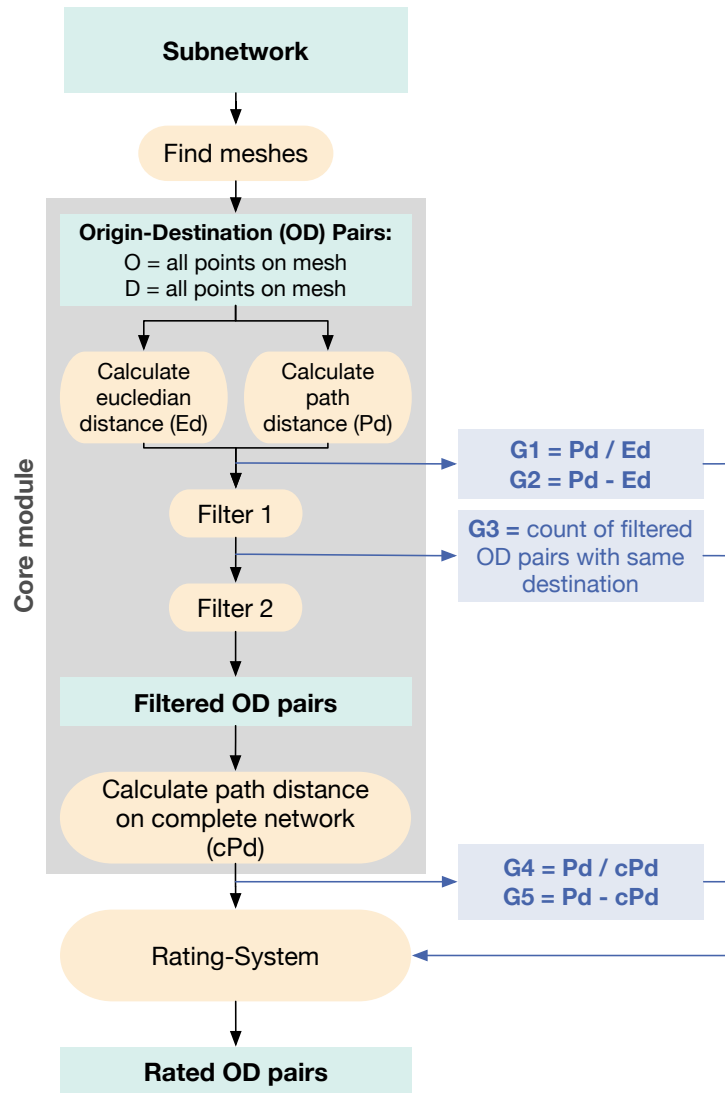 Subnetwork
Find meshes
Origin-Destination (OD) Pairs:
O = all points on mesh
D = all points on mesh
Calculate
eucledian
distance (Ed)
Calculate
path
distance (Pd)
G1 = Pd / Ed
G2 = Pd - Ed
Filter 1
G3 = count of filtered
OD pairs with same
destination
Filter 2
Core module
Filtered OD pairs
Calculate path distance
on complete network
(cPd)
G4 = Pd / cPd
G5 = Pd - cPd
Rating-System
Rated OD pairs